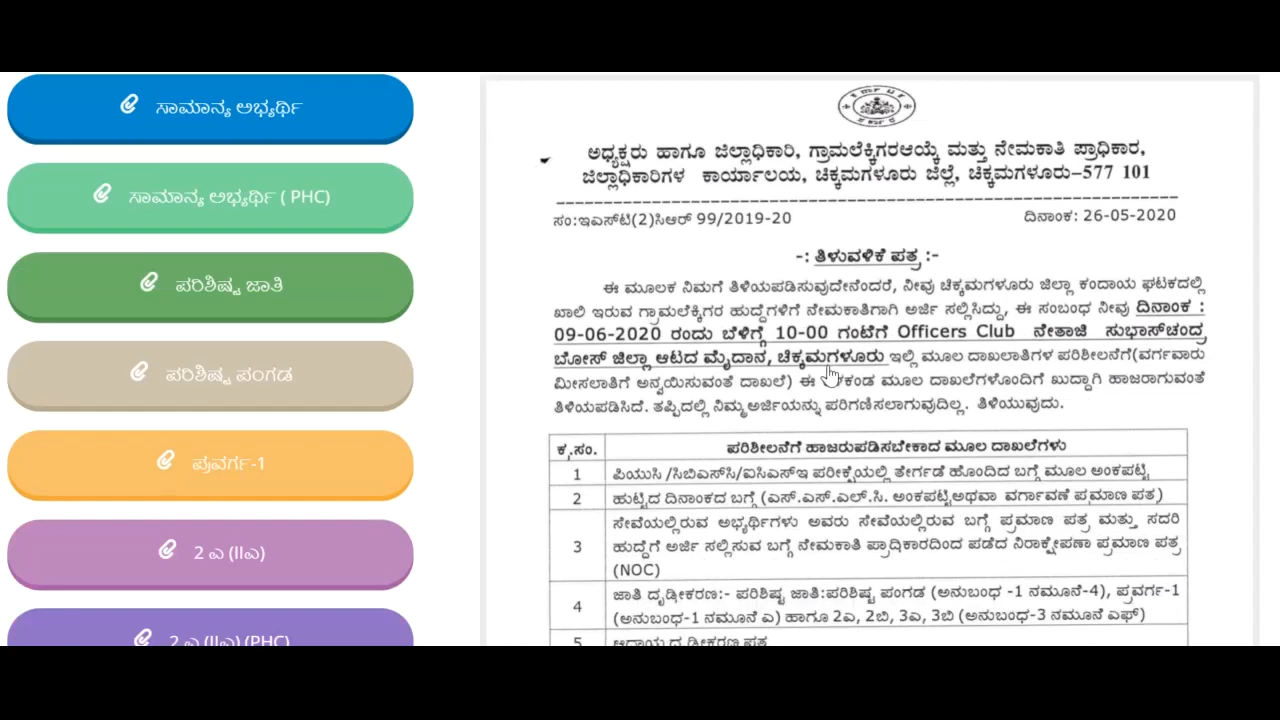 ಸಾಮಾನ್ಯ ಅಭ್ಯರ್ಥಿ
ಸಾಮಾನ್ಯ ಅಭ್ಯರ್ಥಿ ( PHC)
ಪರಿಶಿಷ್ಟ ಜಾತಿ
ಪರಿಶಿಷ್ಟ ಪಂಗಡ
ಪ್ರವರ್ಗ-1
2 ಎ (IIಎ)
2 ಎ (IIಎ) (PHC)
ಅಧ್ಯಕ್ಷರು ಹಾಗೂ ಜಿಲ್ಲಾಧಿಕಾರಿ, ಗ್ರಾಮಲೆಕ್ಕಿಗರಆಯ್ಕೆ ಮತ್ತು ನೇಮಕಾತಿ ಪ್ರಾಧಿಕಾರ,
ಜಿಲ್ಲಾಧಿಕಾರಿಗಳ ಕಾರ್ಯಾಲಯ, ಚಿಕ್ಕಮಗಳೂರು ಜಿಲ್ಲೆ, ಚಿಕ್ಕಮಗಳೂರು-577 101
ಸಂ:ಇಎಸ್‌ಟಿ(2)ಸಿಆರ್ 99/2019-20 ದಿನಾಂಕ: 26-05-2020
-: ತಿಳುವಳಿಕೆ ಪತ್ರ :-
ಈ ಮೂಲಕ ನಿಮಗೆ ತಿಳಿಯಪಡಿಸುವುದೇನೆಂದರೆ, ನೀವು ಚಿಕ್ಕಮಗಳೂರು ಜಿಲ್ಲಾ ಕಂದಾಯ ಘಟಕದಲ್ಲಿ
ಖಾಲಿ ಇರುವ ಗ್ರಾಮಲೆಕ್ಕಿಗರ ಹುದ್ದೆಗಳಿಗೆ ನೇಮಕಾತಿಗಾಗಿ ಅರ್ಜಿ ಸಲ್ಲಿಸಿದ್ದು, ಈ ಸಂಬಂಧ ನೀವು ದಿನಾಂಕ :
09-06-2020 ರಂದು ಬೆಳಿಗ್ಗೆ 10-00 ಗಂಟೆಗೆ Officers Club ನೇತಾಜಿ ಸುಭಾಸ್‌ಚಂದ್ರ
ಬೋಸ್ ಜಿಲ್ಲಾ ಆಟದ ಮೈದಾನ, ಚಿಕ್ಕಮಗಳೂರು ಇಲ್ಲಿ ಮೂಲ ದಾಖಲಾತಿಗಳ ಪರಿಶೀಲನೆಗೆ(ವರ್ಗವಾರು
ಮೀಸಲಾತಿಗೆ ಅನ್ವಯಿಸುವಂತೆ ದಾಖಲೆ) ಈ ಮೂಲ ದಾಖಲೆಗಳೊಂದಿಗೆ ಖುದ್ದಾಗಿ ಹಾಜರಾಗುವಂತೆ
ತಿಳಿಯಪಡಿಸಿದೆ. ತಪ್ಪಿದಲ್ಲಿ ನಿಮ್ಮಅರ್ಜಿಯನ್ನು ಪರಿಗಣಿಸಲಾಗುವುದಿಲ್ಲ. ತಿಳಿಯುವುದು.
ಕ್ರ.ಸಂ. ಪರಿಶೀಲನೆಗೆ ಹಾಜರುಪಡಿಸಬೇಕಾದ ಮೂಲ ದಾಖಲೆಗಳು
1 ಪಿಯುಸಿ /ಸಿಬಿಎಸ್‌ಸಿ/ಐಸಿಎಸ್‌ಇ ಪರೀಕ್ಷೆಯಲ್ಲಿ ತೇರ್ಗಡೆ ಹೊಂದಿದ ಬಗ್ಗೆ ಮೂಲ ಅಂಕಪಟ್ಟಿ
2 ಹುಟ್ಟಿದ ದಿನಾಂಕದ ಬಗ್ಗೆ (ಎಸ್.ಎಸ್.ಎಲ್.ಸಿ. ಅಂಕಪಟ್ಟಿಅಥವಾ ವರ್ಗಾವಣೆ ಪ್ರಮಾಣ ಪತ್ರ)
3 ಸೇವೆಯಲ್ಲಿರುವ ಅಭ್ಯರ್ಥಿಗಳು ಅವರು ಸೇವೆಯಲ್ಲಿರುವ ಬಗ್ಗೆ ಪ್ರಮಾಣ ಪತ್ರ ಮತ್ತು ಸದರಿ
ಹುದ್ದೆಗೆ ಅರ್ಜಿ ಸಲ್ಲಿಸುವ ಬಗ್ಗೆ ನೇಮಕಾತಿ ಪ್ರಾಧಿಕಾರದಿಂದ ಪಡೆದ ನಿರಾಕ್ಷೇಪಣಾ ಪ್ರಮಾಣ ಪತ್ರ
(NOC)
4 ಜಾತಿ ದೃಢೀಕರಣ:- ಪರಿಶಿಷ್ಟ ಜಾತಿ:ಪರಿಶಿಷ್ಟ ಪಂಗಡ (ಅನುಬಂಧ -1 ನಮೂನೆ-4), ಪ್ರವರ್ಗ-1
(ಅನುಬಂಧ-1 ನಮೂನೆ ಎ) ಹಾಗೂ 2ಎ, 2ಬಿ, 3ಎ, 3ಬಿ (ಅನುಬಂಧ-3 ನಮೂನೆ ಎಫ್)
5 ಆದಾಯ ದೃಢೀಕರಣ ಪತ್ರ